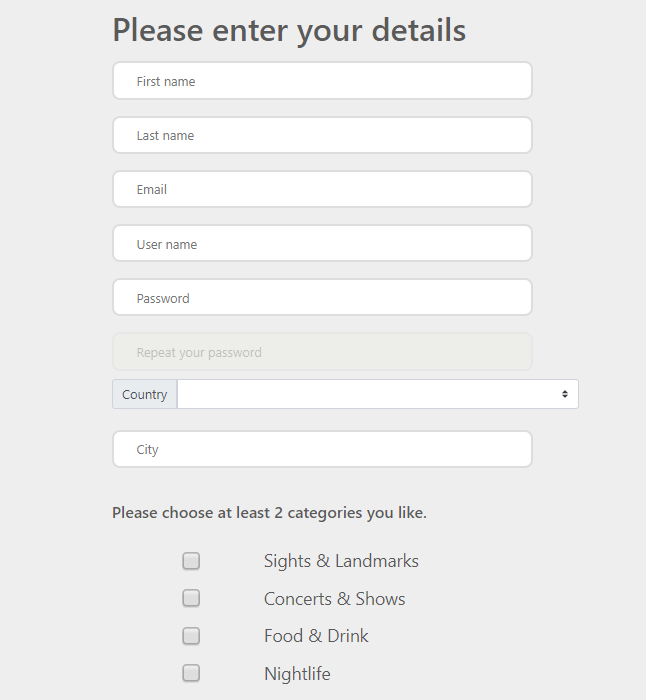 Please enter your details
First name
Last name
Email
User name
Password
Repeat your password
Country
City
Please choose at least 2 categories you like.
Sights & Landmarks
Concerts & Shows
Food & Drink
Nightlife